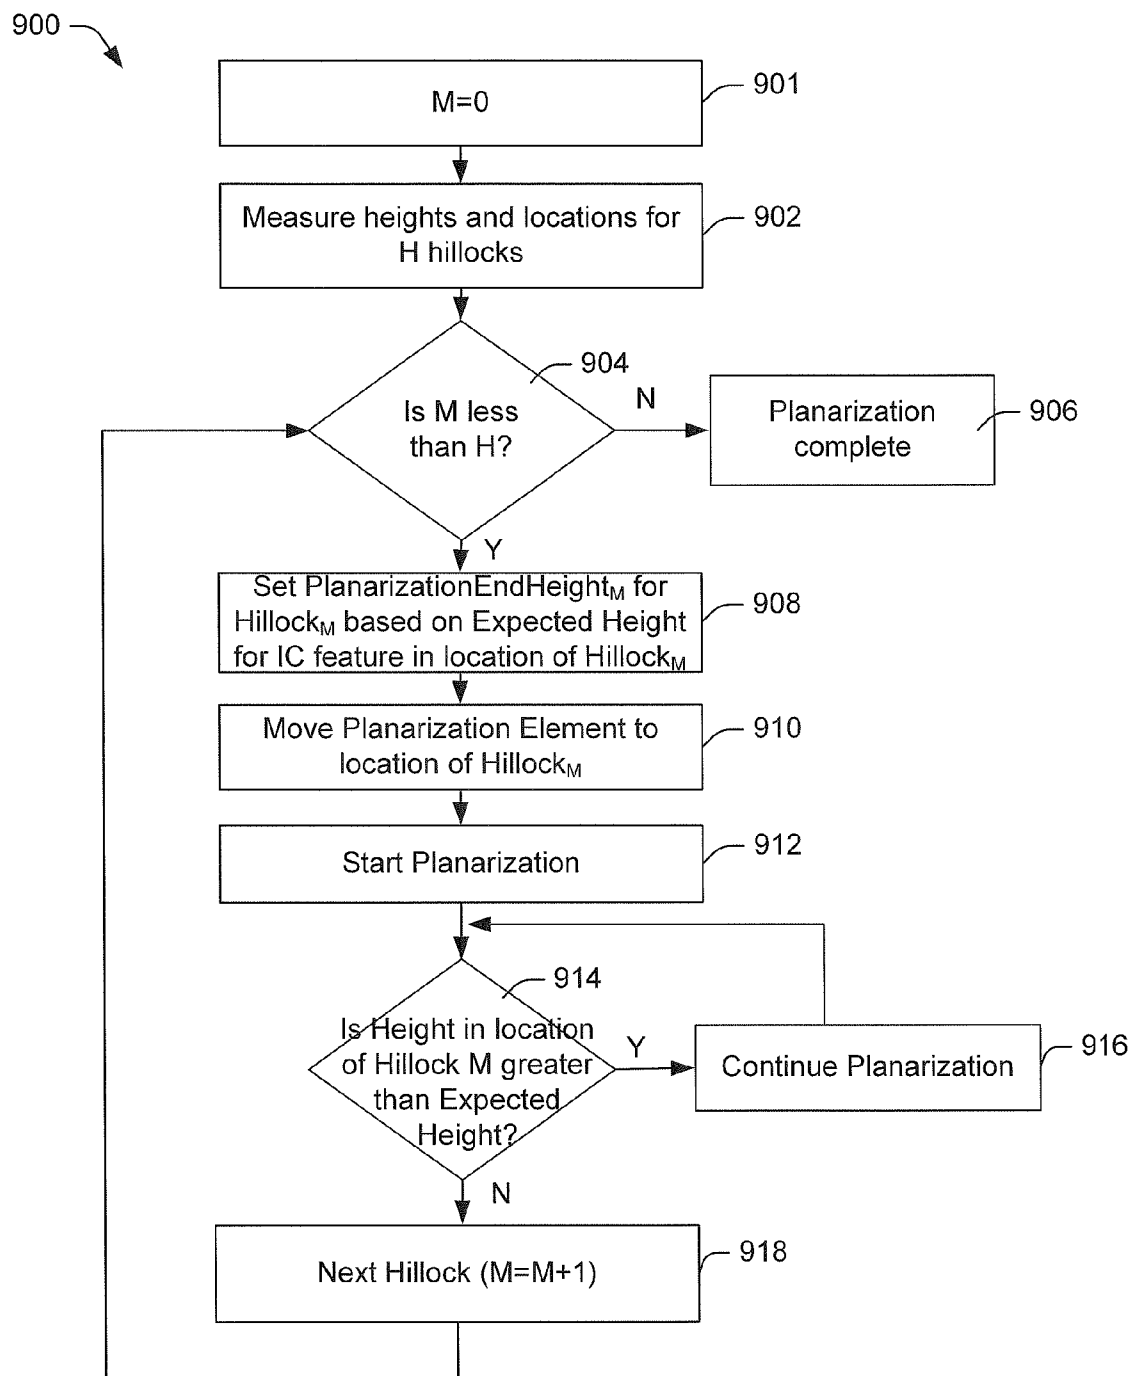 900
M=0
901
Measure heights and locations for
H hillocks
902
904
Is M less
than H?
N
Planarization
complete
906
Y
Set PlanarizationEndHeightM for
HillockM based on Expected Height
for IC feature in location of HillockM
908
Move Planarization Element to
location of HillockM
910
Start Planarization
912
914
Is Height in location
of Hillock M greater
than Expected
Height?
Y
Continue Planarization
916
N
Next Hillock (M=M+1)
918